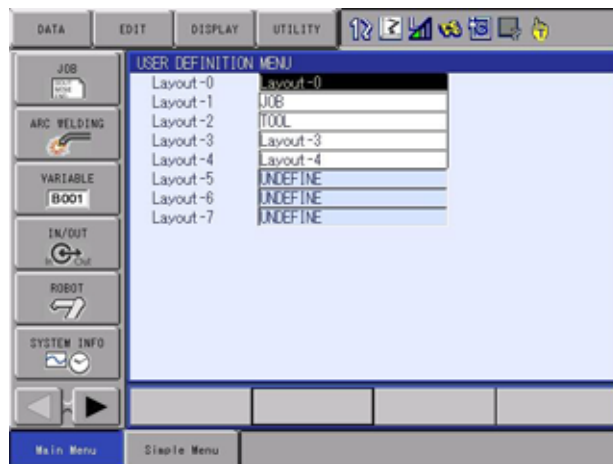 DATA EDIT DISPLAY UTILITY
JOB
ARC WELDING
VARIABLE
B001
IN/OUT
In Out
ROBOT
SYSTEM INFO
USER DEFINITION MENU
Layout-0 Layout-0
Layout-1 JOB
Layout-2 TOOL
Layout-3 Layout-3
Layout-4 Layout-4
Layout-5 UNDEFINE
Layout-6 UNDEFINE
Layout-7 UNDEFINE
Main Menu Simple Menu